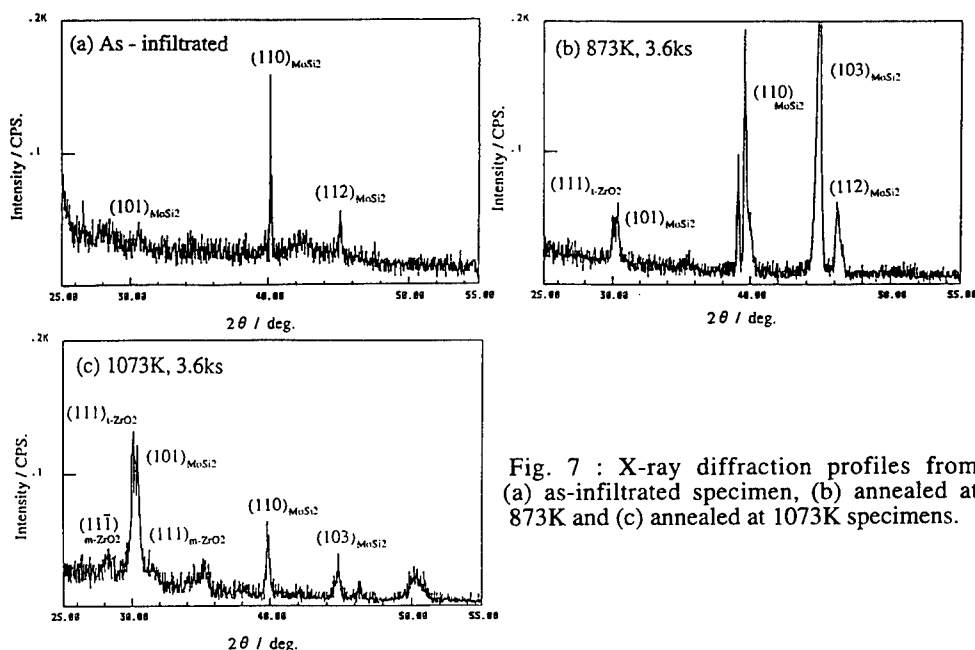 .2K
(a) As - infiltrated
(110)MoSi2
Intensity / CPS.
.1
(101)MoSi2
(112)MoSi2
25.00 30.00 40.00 50.00 55.00
2θ / deg.
.2K
(b) 873K, 3.6ks
(110)MoSi2
(103)MoSi2
Intensity / CPS.
.1
(111)t-ZrO2
(101)MoSi2
(112)MoSi2
25.00 30.00 40.00 50.00 55.00
2θ / deg.
.2K
(c) 1073K, 3.6ks
(111)t-ZrO2
(101)MoSi2
Intensity / CPS.
.1
(111̄)m-ZrO2
(111)m-ZrO2
(110)MoSi2
(103)MoSi2
25.00 30.00 40.00 50.00 55.00
2θ / deg.
Fig. 7 : X-ray diffraction profiles from
(a) as-infiltrated specimen, (b) annealed at
873K and (c) annealed at 1073K specimens.